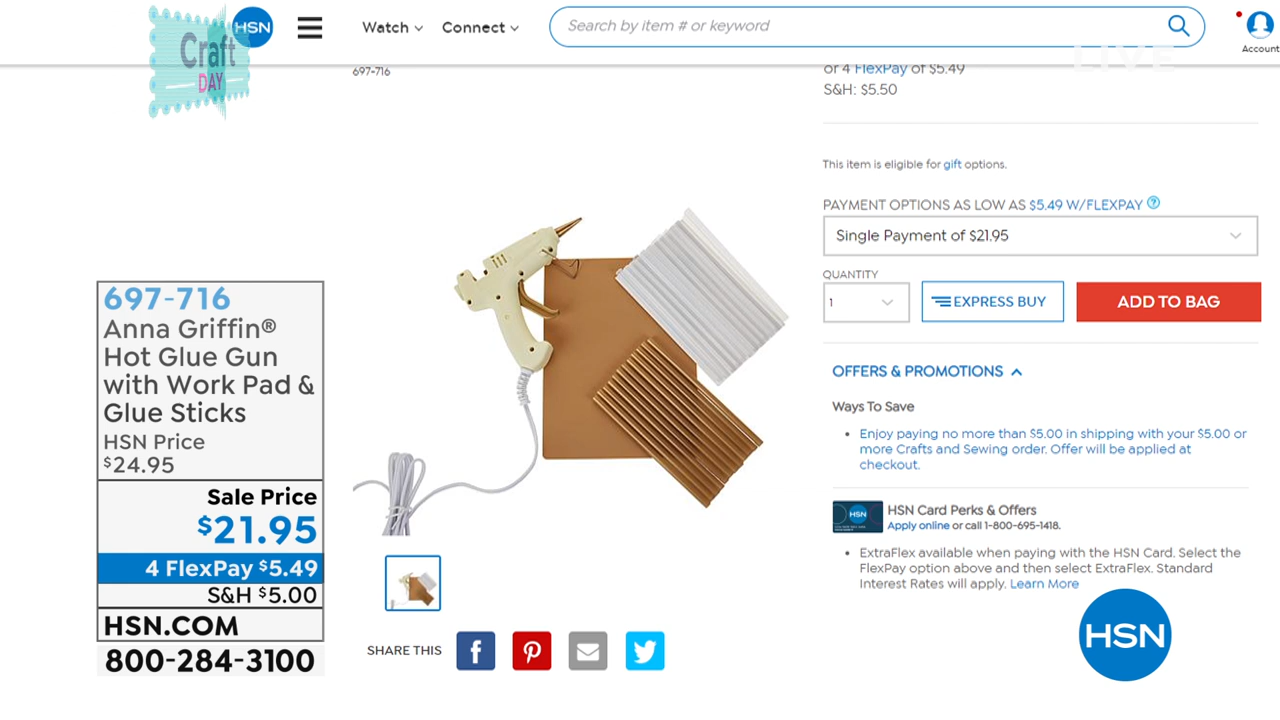 HSN
Craft
DAY
Watch
Connect
Search by item # or keyword
Account
LIVE
697-716
or 4 FlexPay of $5.49
S&H: $5.50
This item is eligible for gift options.
PAYMENT OPTIONS AS LOW AS $5.49 W/FLEXPAY ?
Single Payment of $21.95
QUANTITY
1
EXPRESS BUY
ADD TO BAG
OFFERS & PROMOTIONS
Ways To Save
• Enjoy paying no more than $5.00 in shipping with your $5.00 or
more Crafts and Sewing order. Offer will be applied at
checkout.
HSN
HSN Card Perks & Offers
Apply online or call 1-800-695-1418.
• ExtraFlex available when paying with the HSN Card. Select the
FlexPay option above and then select ExtraFlex. Standard
Interest Rates will apply. Learn More
697-716
Anna Griffin®
Hot Glue Gun
with Work Pad &
Glue Sticks
HSN Price
$24.95
Sale Price
$21.95
4 FlexPay $5.49
S&H $5.00
HSN.COM
800-284-3100
SHARE THIS
HSN